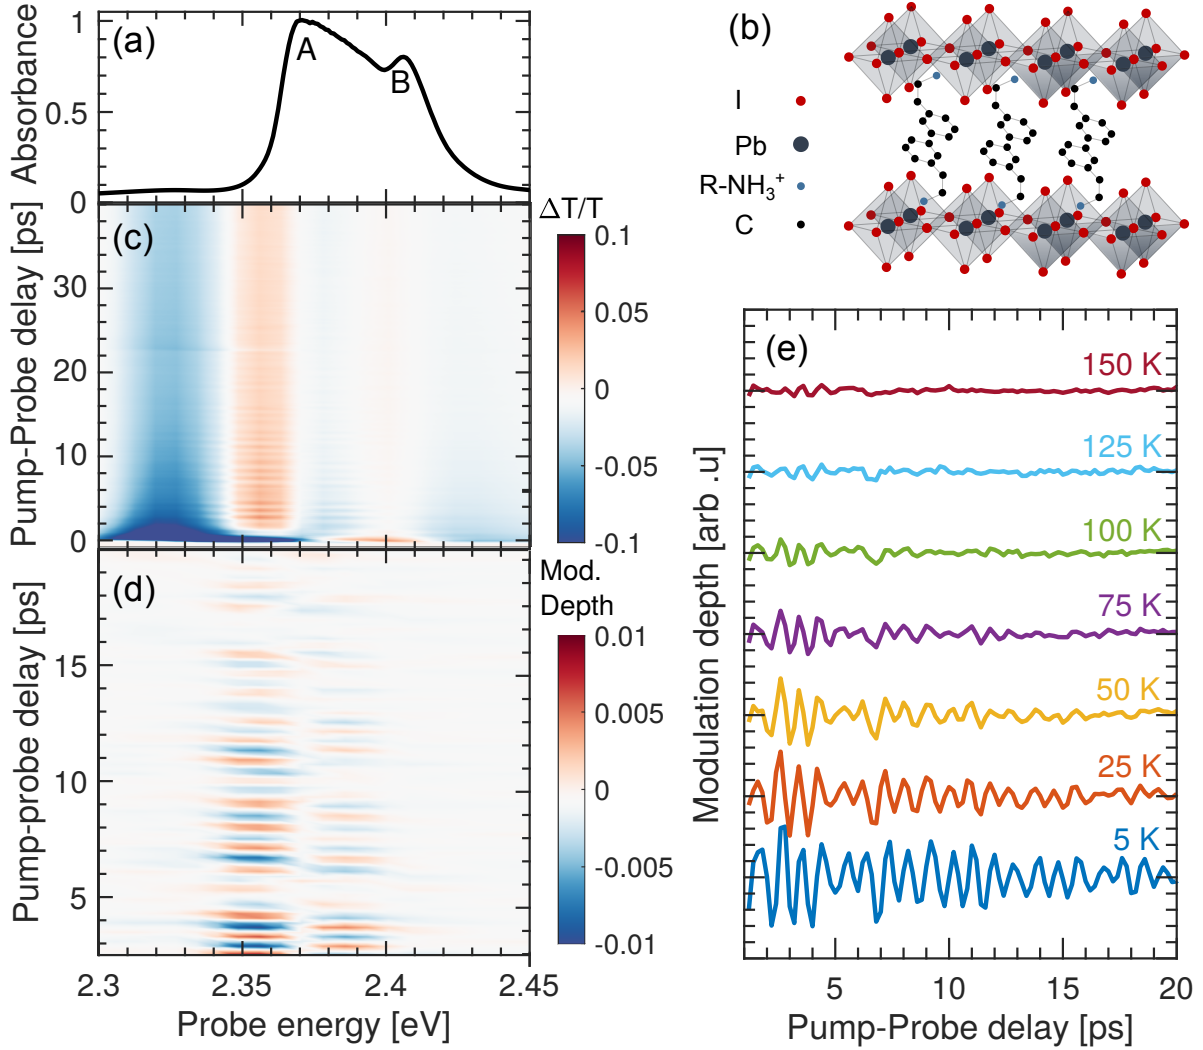 (a)
Absorbance
1
0.5
0
A
B
(b)
I
Pb
R-NH₃⁺
C
(c)
Pump-Probe delay [ps]
30
20
10
0
ΔT/T
0.1
0.05
0
-0.05
-0.1
(d)
Pump-probe delay [ps]
15
10
5
Mod.
Depth
0.01
0.005
0
-0.005
-0.01
2.3 2.35 2.4 2.45
Probe energy [eV]
(e)
Modulation depth [arb .u]
150 K
125 K
100 K
75 K
50 K
25 K
5 K
5 10 15 20
Pump-Probe delay [ps]